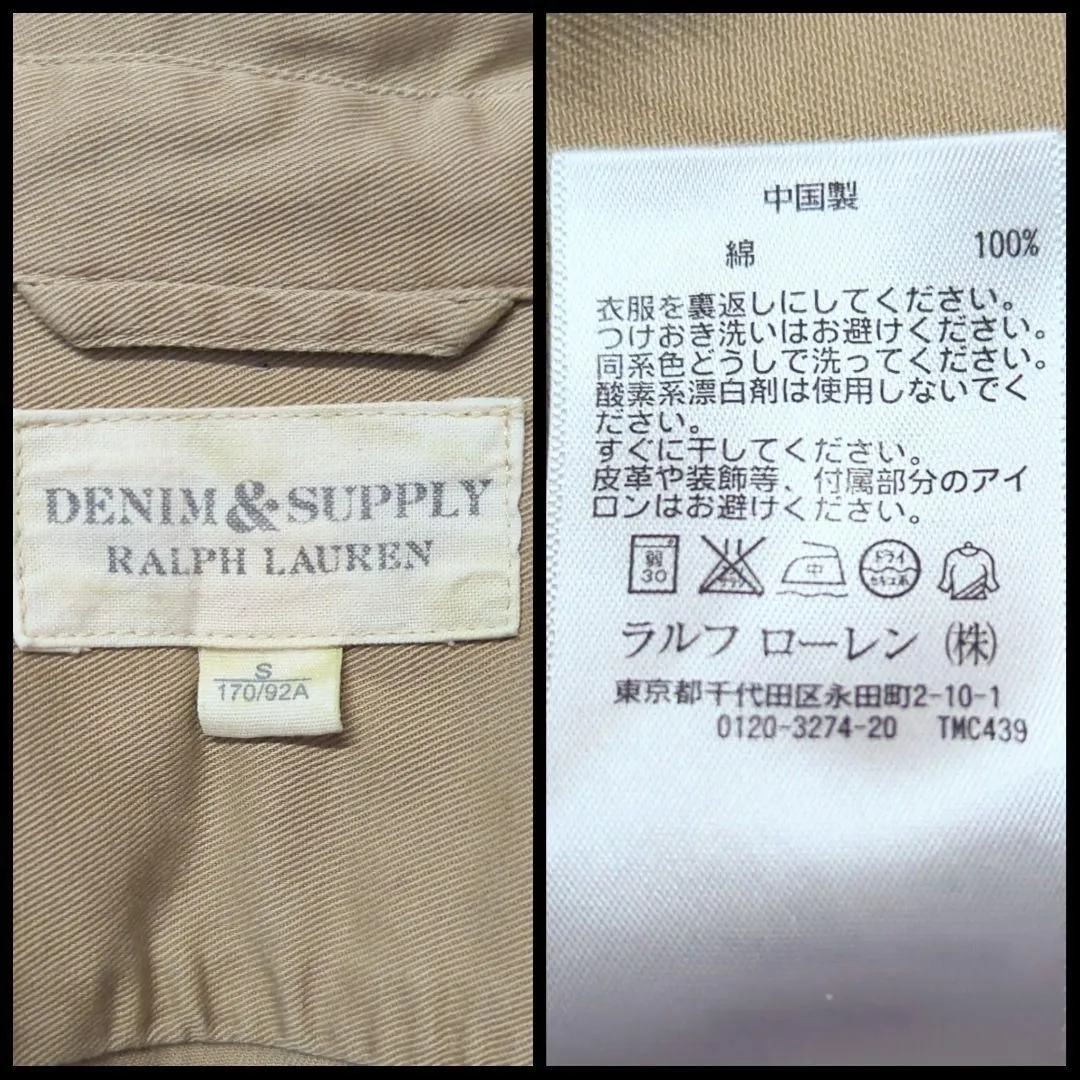 DENIM & SUPPLY
RALPH LAUREN
S
170/92A
中国製
綿 100%
衣服を裏返しにしてください。
つけおき洗いはお避けください。
同系色どうしで洗ってください。
酸素系漂白剤は使用しないでく
ださい。
すぐに干してください。
皮革や装飾等、付属部分のアイ
ロンはお避けください。
弱
30
中
ドライ
セキユ系
ラルフ ローレン (株)
東京都千代田区永田町2-10-1
0120-3274-20 TMC439